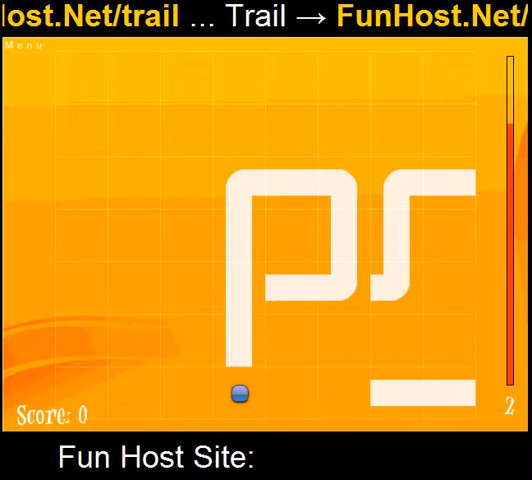 lost.Net/trail ... Trail → FunHost.Net/
Menu
2
Score: 0
Fun Host Site: